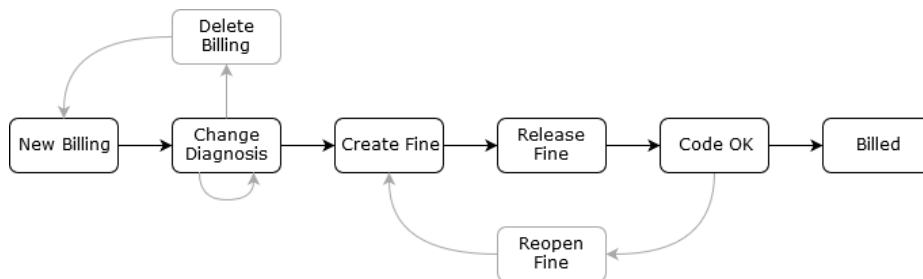 Delete
Billing
New Billing
Change
Diagnosis
Create Fine
Release
Fine
Code OK
Billed
Reopen
Fine